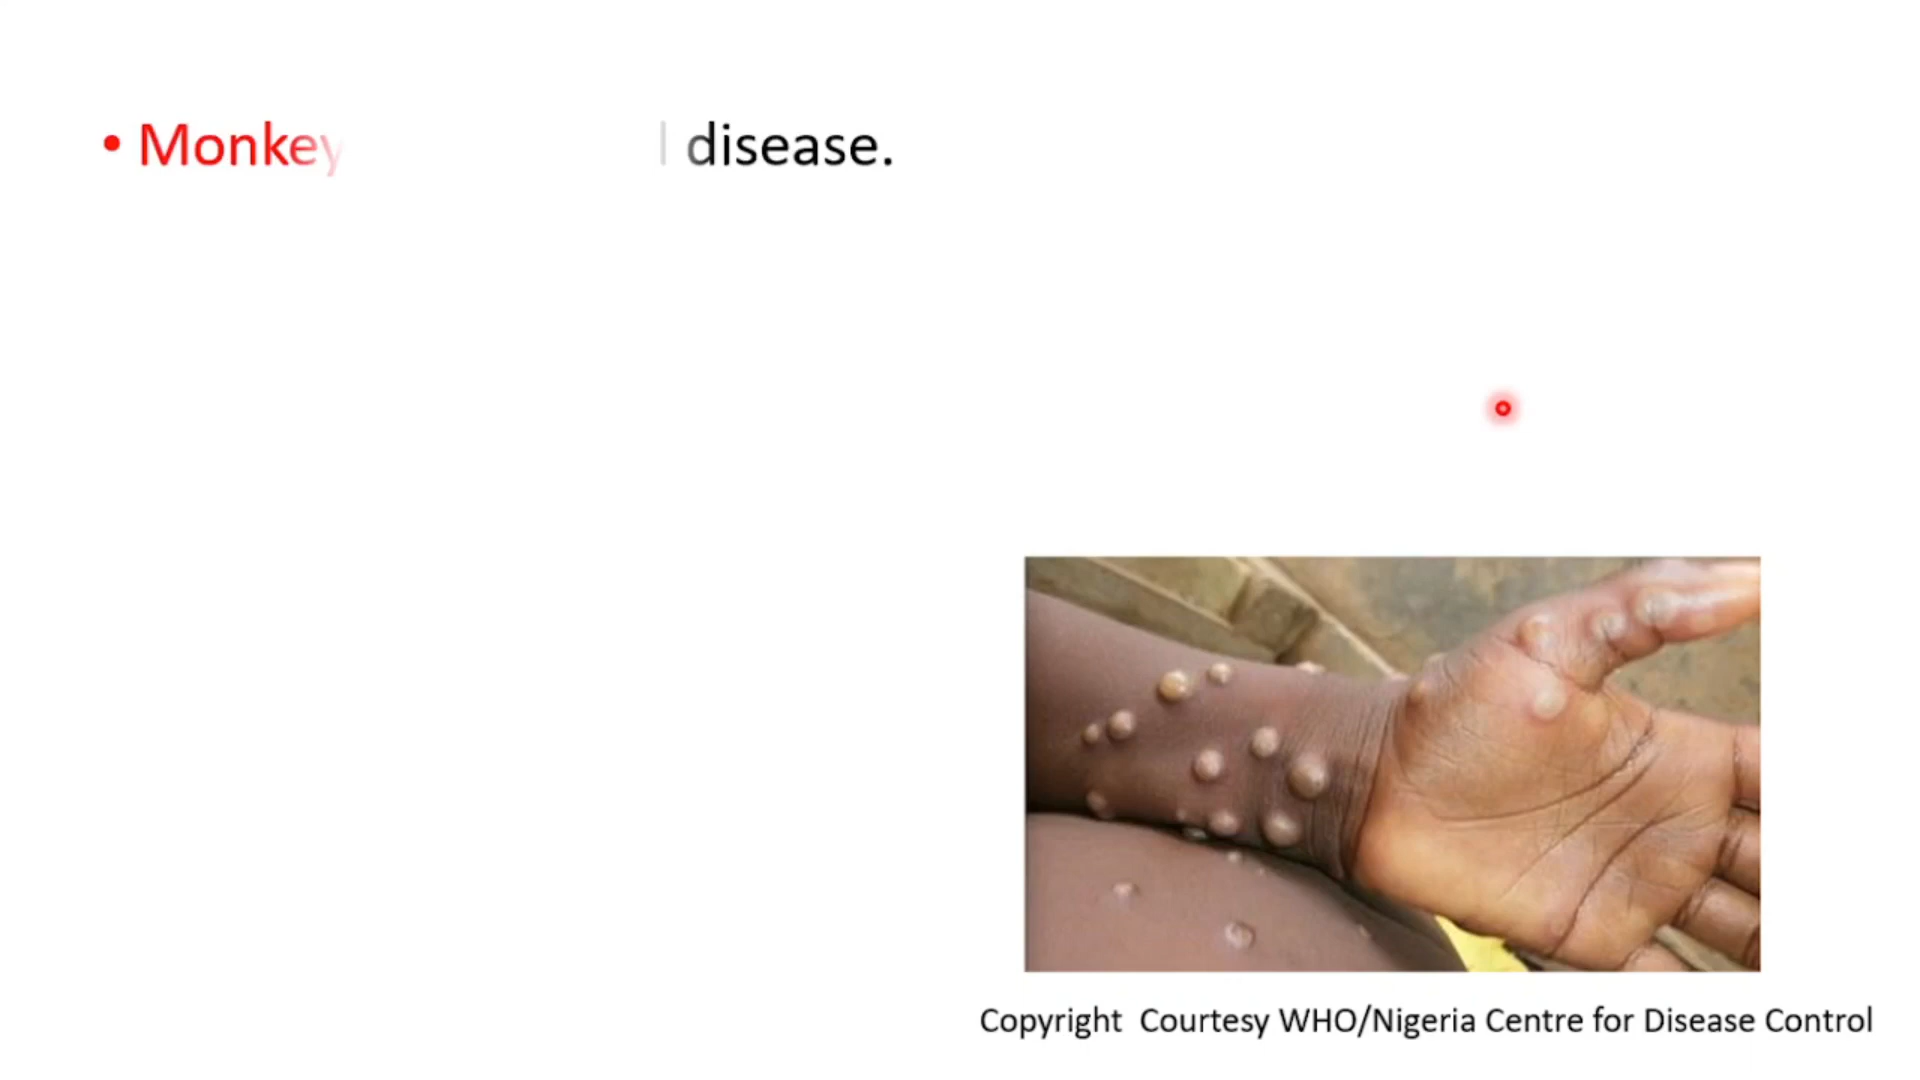 • Monkey l disease.
Copyright Courtesy WHO/Nigeria Centre for Disease Control